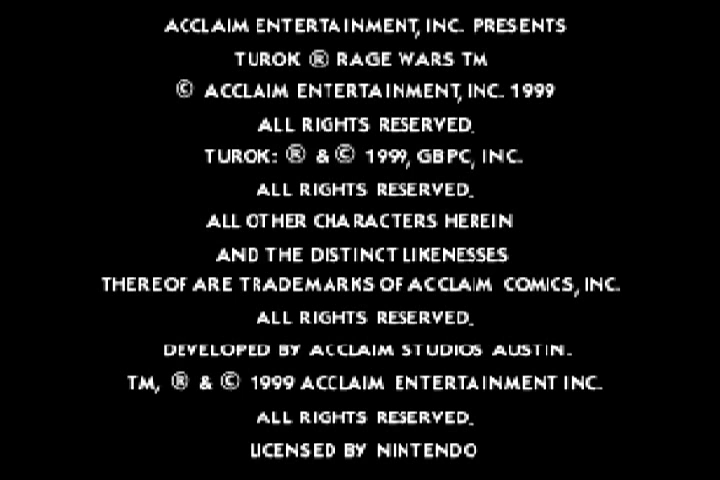 ACCLAIM ENTERTAINMENT, INC. PRESENTS
TUROK ® RAGE WARS TM
© ACCLAIM ENTERTAINMENT, INC. 1999
ALL RIGHTS RESERVED.
TUROK: ® & © 1999, GBPC, INC.
ALL RIGHTS RESERVED.
ALL OTHER CHARACTERS HEREIN
AND THE DISTINCT LIKENESSES
THEREOF ARE TRADEMARKS OF ACCLAIM COMICS, INC.
ALL RIGHTS RESERVED.
DEVELOPED BY ACCLAIM STUDIOS AUSTIN.
TM, ® & © 1999 ACCLAIM ENTERTAINMENT INC.
ALL RIGHTS RESERVED.
LICENSED BY NINTENDO